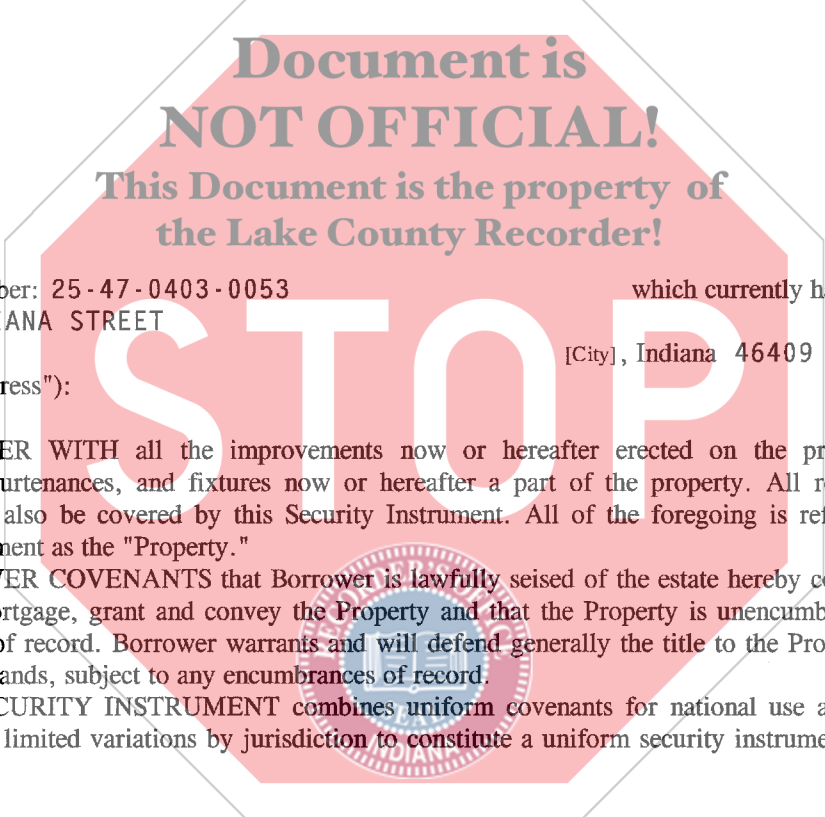 Document is
NOT OFFICIAL!
This Document is the property of
the Lake County Recorder!
ber: 25-47-0403-0053 which currently h
IANA STREET
[City], Indiana 46409
ress"):
STOP
ER WITH all the improvements now or hereafter erected on the pr
urtenances, and fixtures now or hereafter a part of the property. All r
also be covered by this Security Instrument. All of the foregoing is ref
ment as the "Property."
VER COVENANTS that Borrower is lawfully seised of the estate hereby co
rtgage, grant and convey the Property and that the Property is unencumb
of record. Borrower warrants and will defend generally the title to the Pro
ands, subject to any encumbrances of record.
CURITY INSTRUMENT combines uniform covenants for national use a
limited variations by jurisdiction to constitute a uniform security instrume
SEAL
INDIANA